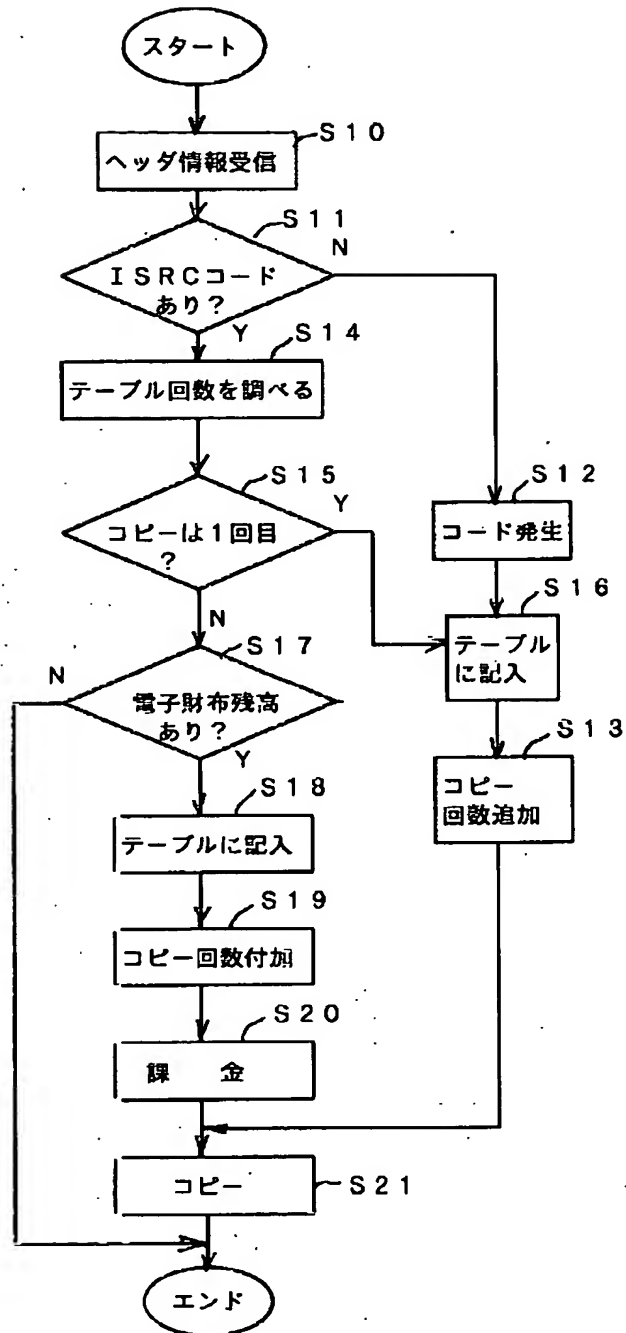 スタート
S10
ヘッダ情報受信
S11
N
ISRCコード
あり?
Y
S14
テーブル回数を調べる
S15
Y
コピーは1回目
?
N
S12
コード発生
S16
テーブル
に記入
S17
N
電子財布残高
あり?
Y
S13
コピー
回数追加
S18
テーブルに記入
S19
コピー回数付加
S20
課 金
コピー
S21
エンド